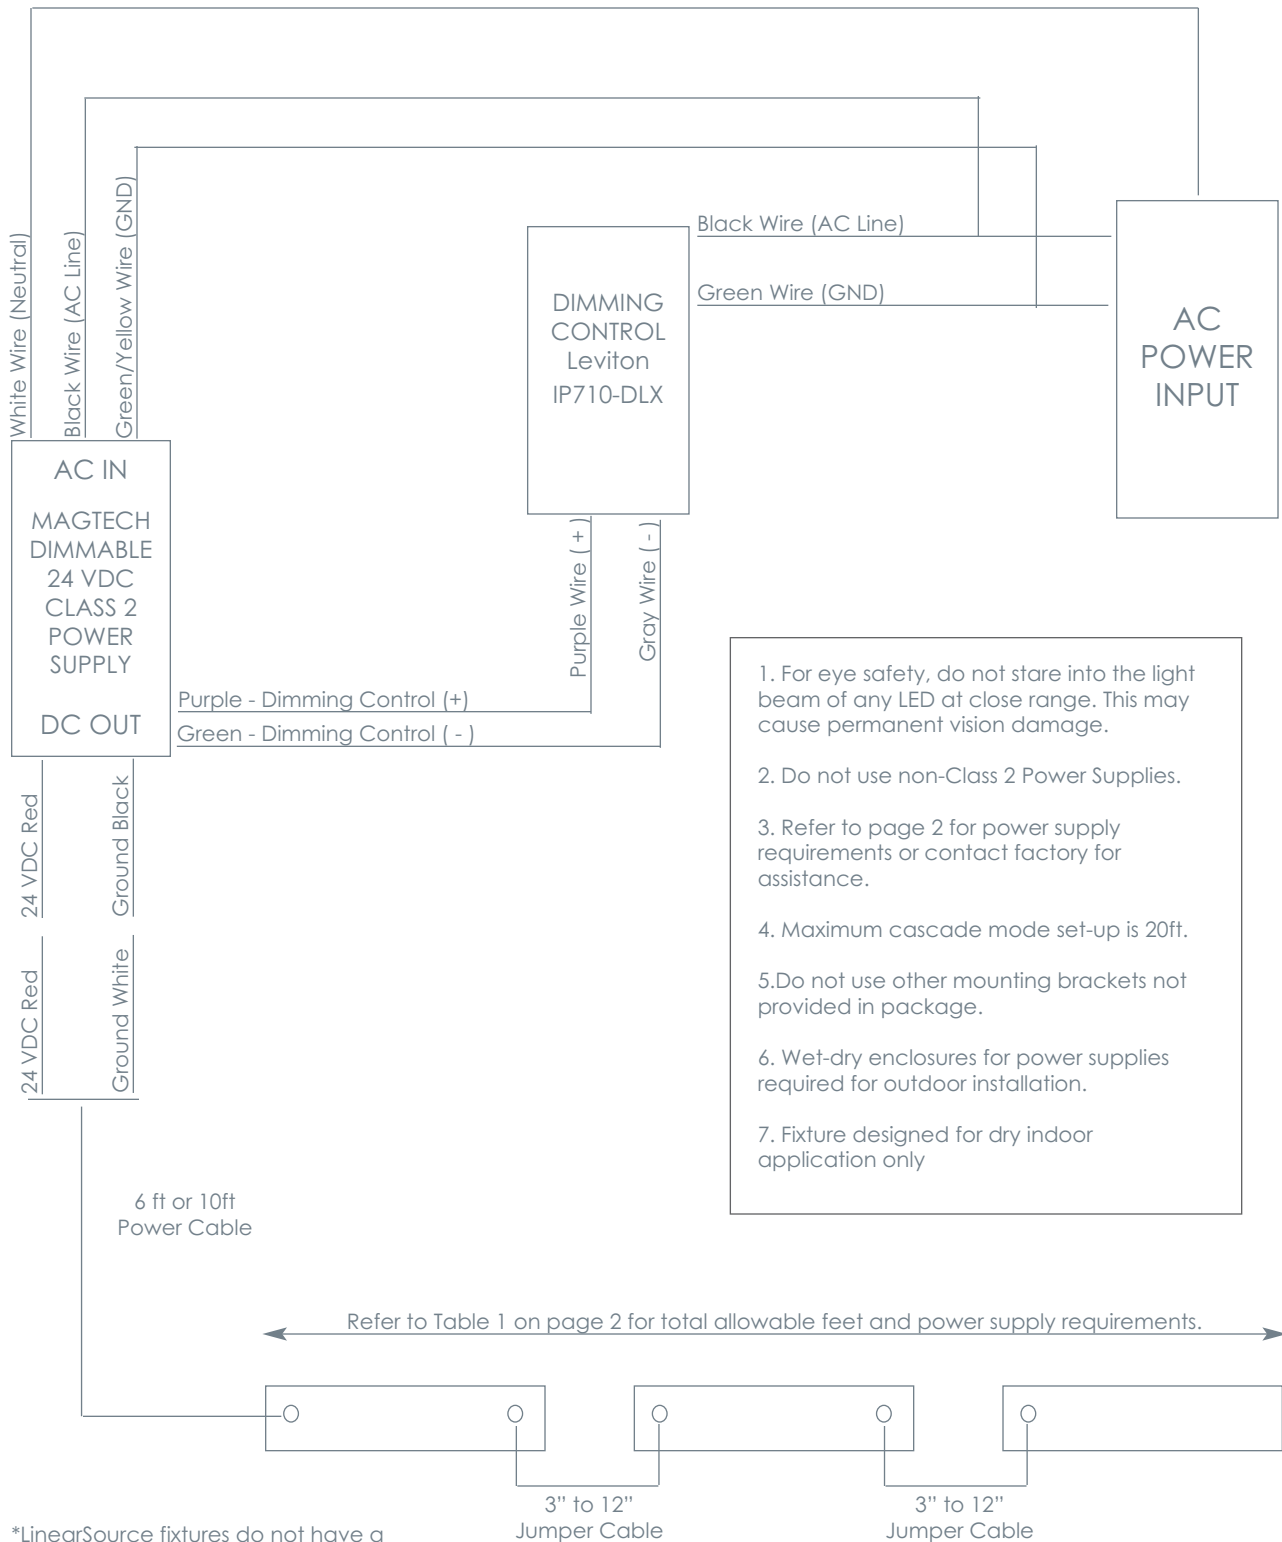 White Wire (Neutral)
Black Wire (AC Line)
Green/Yellow Wire (GND)
Black Wire (AC Line)
Green Wire (GND)
DIMMING
CONTROL
Leviton
IP710-DLX
AC
POWER
INPUT
AC IN
MAGTECH
DIMMABLE
24 VDC
CLASS 2
POWER
SUPPLY
DC OUT
Purple Wire ( + )
Gray Wire ( - )
Purple - Dimming Control (+)
Green - Dimming Control ( - )
24 VDC Red
Ground Black
24 VDC Red
Ground White
1. For eye safety, do not stare into the light
beam of any LED at close range. This may
cause permanent vision damage.
2. Do not use non-Class 2 Power Supplies.
3. Refer to page 2 for power supply
requirements or contact factory for
assistance.
4. Maximum cascade mode set-up is 20ft.
5.Do not use other mounting brackets not
provided in package.
6. Wet-dry enclosures for power supplies
required for outdoor installation.
7. Fixture designed for dry indoor
application only
6 ft or 10ft
Power Cable
Refer to Table 1 on page 2 for total allowable feet and power supply requirements.
3” to 12”
Jumper Cable
3” to 12”
Jumper Cable
*LinearSource fixtures do not have a